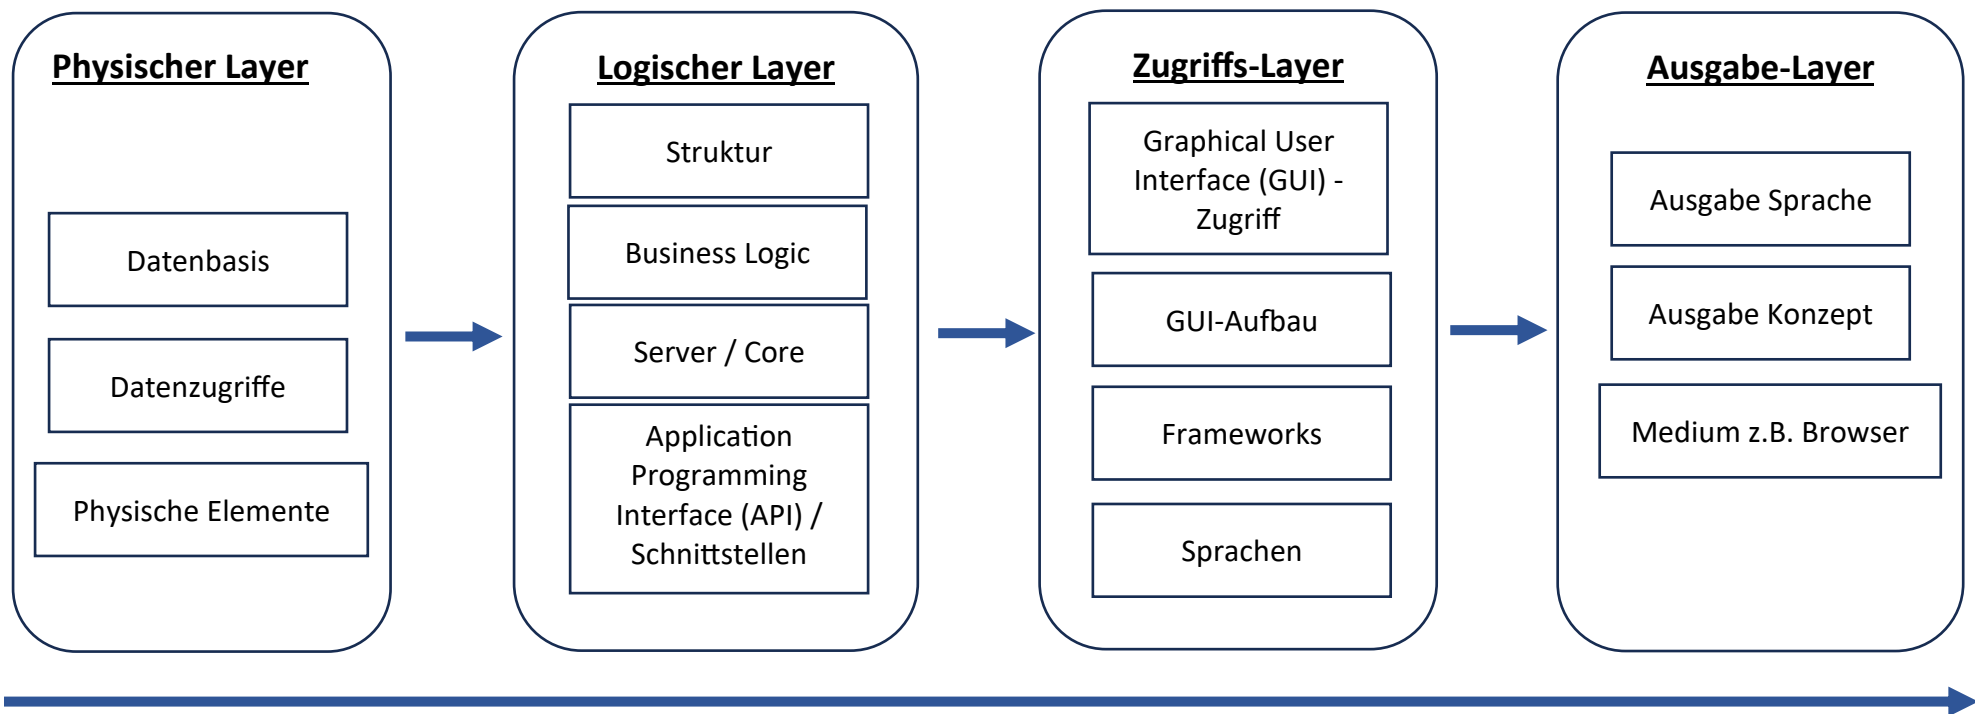 Physischer Layer
Datenbasis
Datenzugriffe
Physische Elemente
Logischer Layer
Struktur
Business Logic
Server / Core
Application
Programming
Interface (API) /
Schnittstellen
Zugriffs-Layer
Graphical User
Interface (GUI) -
Zugriff
GUI-Aufbau
Frameworks
Sprachen
Ausgabe-Layer
Ausgabe Sprache
Ausgabe Konzept
Medium z.B. Browser